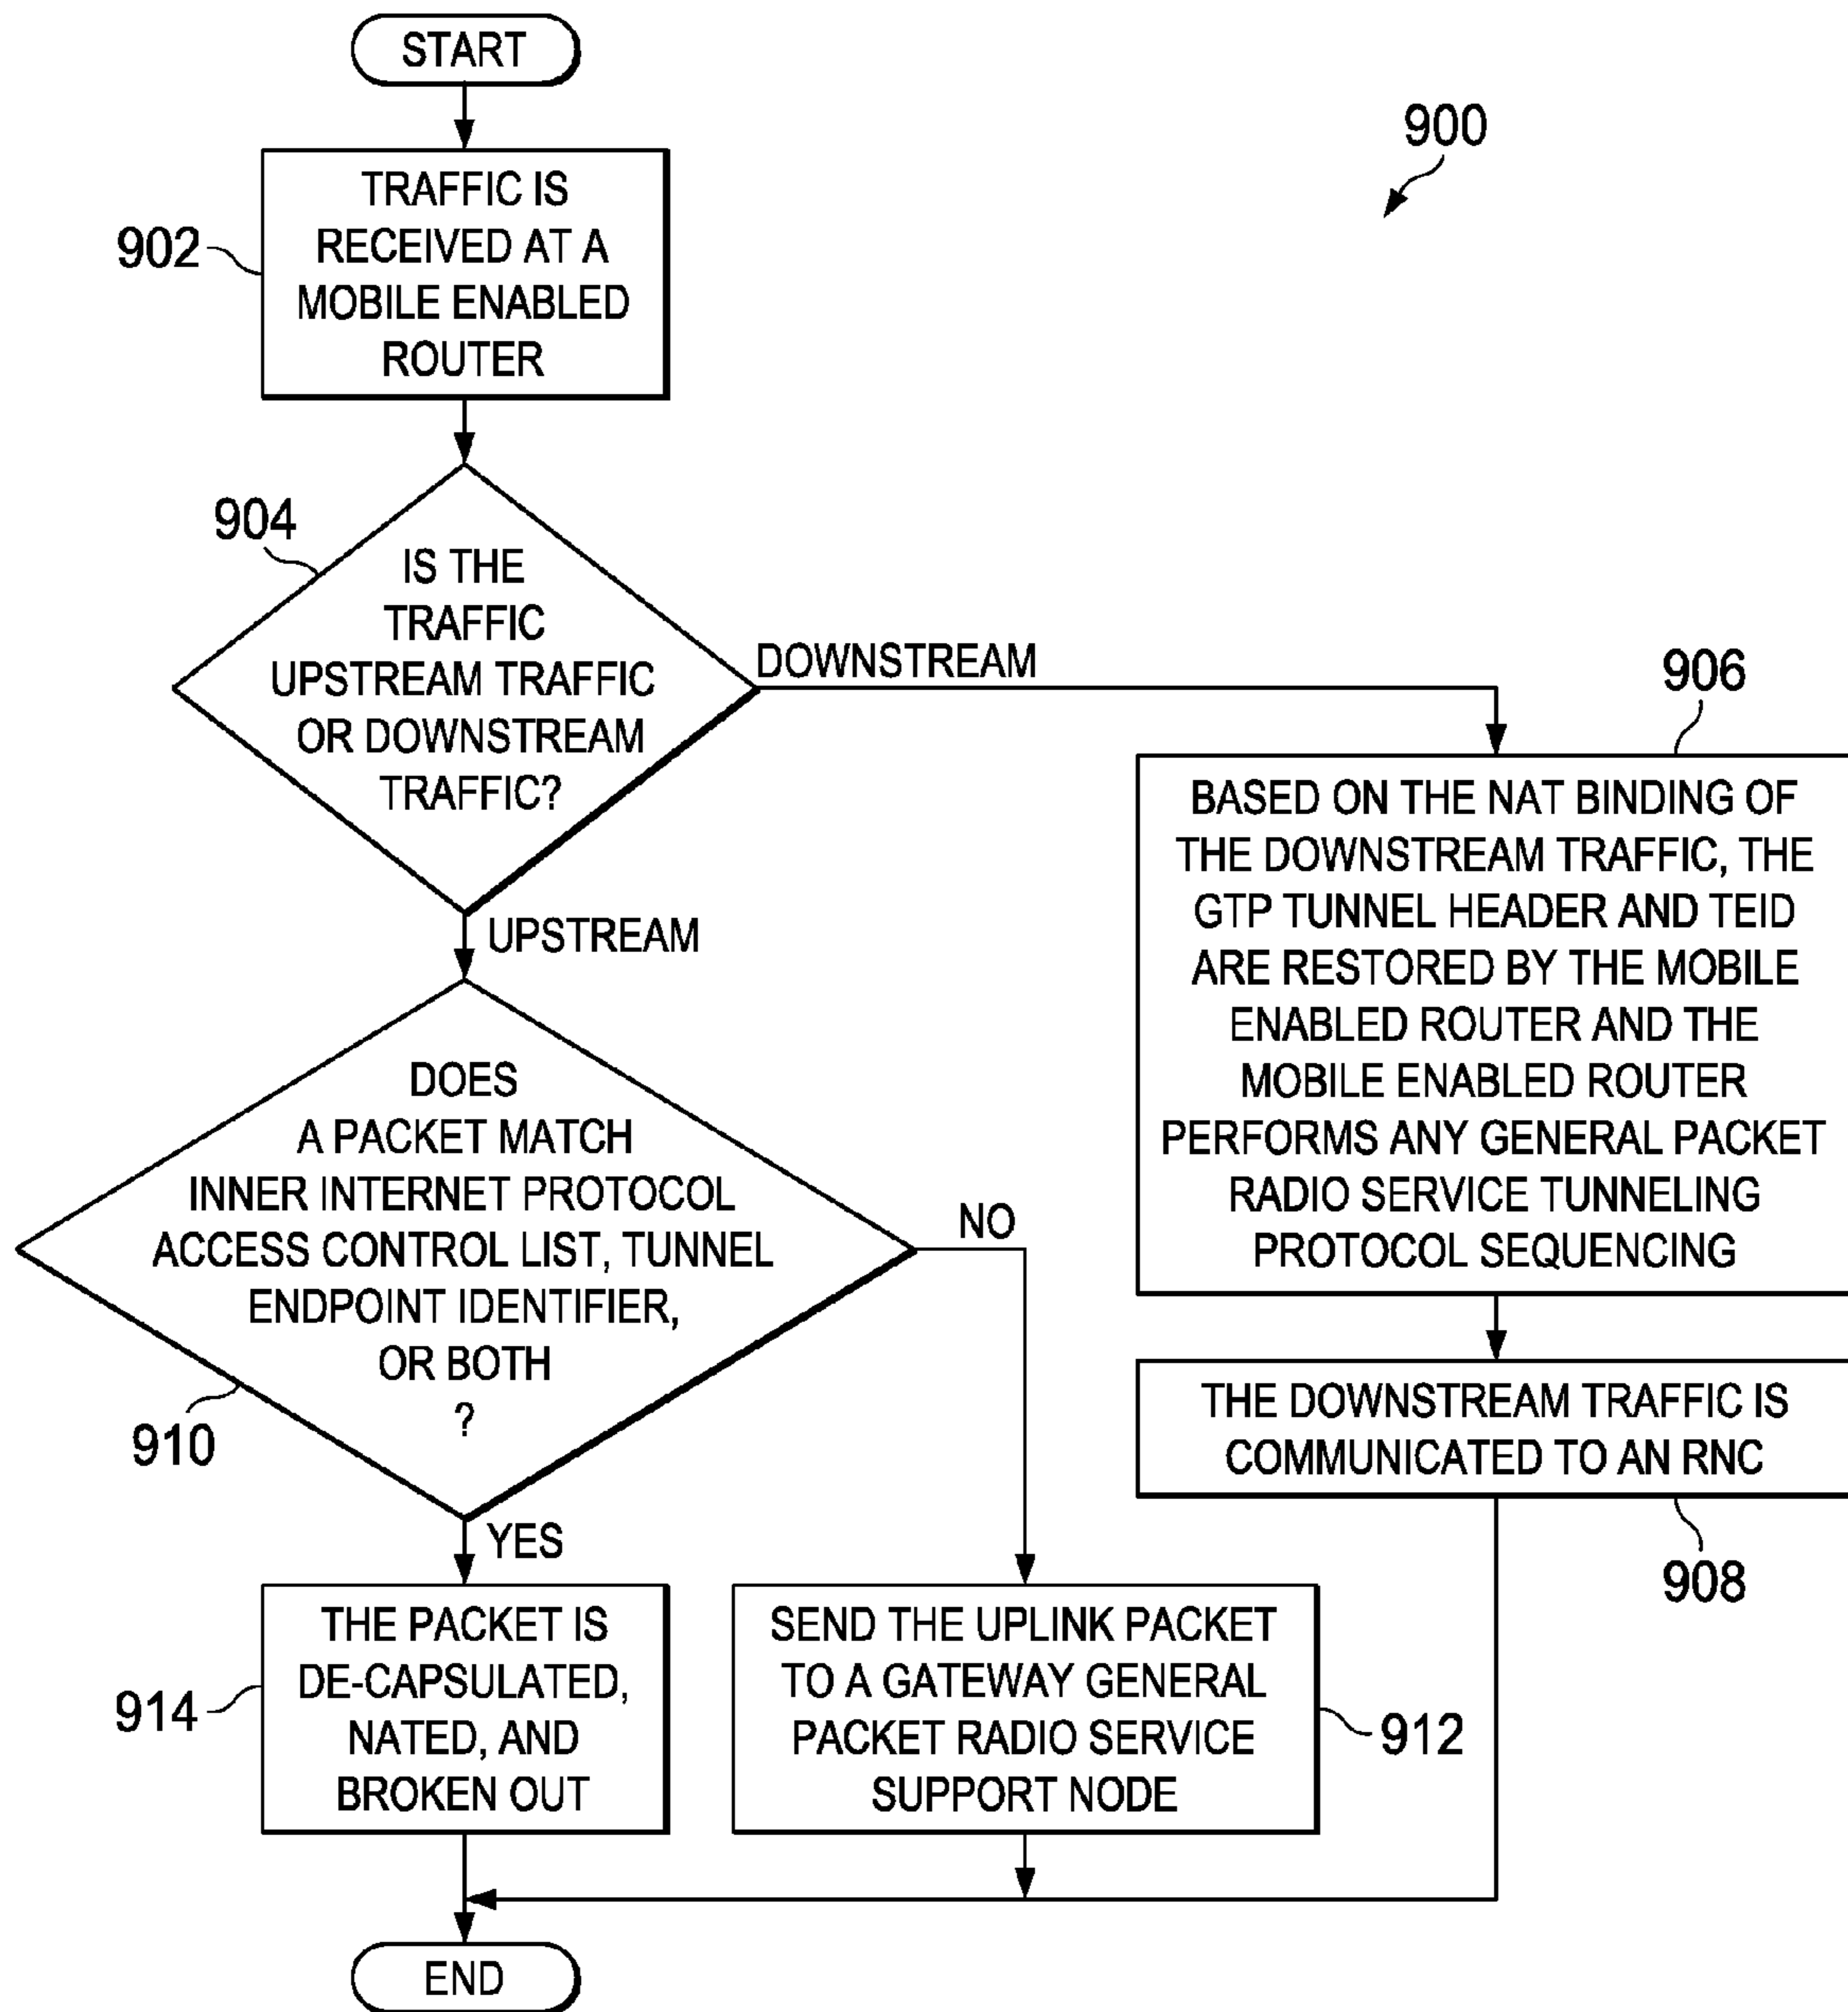 START
900
TRAFFIC IS
RECEIVED AT A
MOBILE ENABLED
ROUTER
902
904
IS THE
TRAFFIC
UPSTREAM TRAFFIC
OR DOWNSTREAM
TRAFFIC?
DOWNSTREAM
UPSTREAM
906
BASED ON THE NAT BINDING OF
THE DOWNSTREAM TRAFFIC, THE
GTP TUNNEL HEADER AND TEID
ARE RESTORED BY THE MOBILE
ENABLED ROUTER AND THE
MOBILE ENABLED ROUTER
PERFORMS ANY GENERAL PACKET
RADIO SERVICE TUNNELING
PROTOCOL SEQUENCING
THE DOWNSTREAM TRAFFIC IS
COMMUNICATED TO AN RNC
908
DOES
A PACKET MATCH
INNER INTERNET PROTOCOL
ACCESS CONTROL LIST, TUNNEL
ENDPOINT IDENTIFIER,
OR BOTH
?
910
NO
YES
THE PACKET IS
DE-CAPSULATED,
NATED, AND
BROKEN OUT
914
SEND THE UPLINK PACKET
TO A GATEWAY GENERAL
PACKET RADIO SERVICE
SUPPORT NODE
912
END